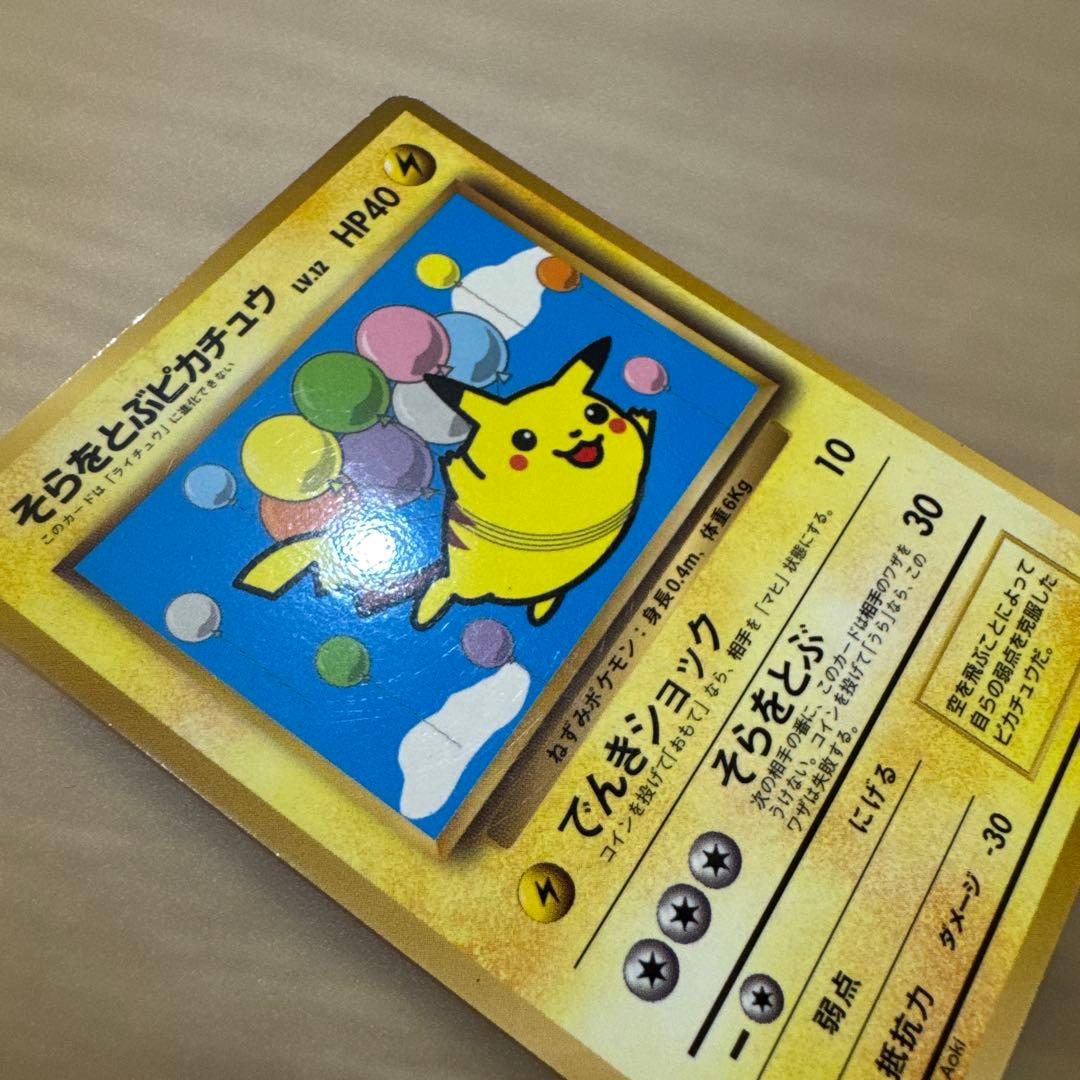 そらをとぶピカチュウ LV.12 HP40
このカードは「ライチュウ」に進化できない
ねずみポケモン：身長0.4m、体重6Kg
でんきショック 10
コインを投げて「おもて」なら、相手を「マヒ」状態にする。
そらをとぶ 30
次の相手の番に、このカードは相手のワザを
うけない。コインを投げて「うら」なら、この
ワザは失敗する。
にげる
弱点
抵抗力 ダメージ -30
空を飛ぶことによって
自らの弱点を克服した
ピカチュウだ。
Aoki